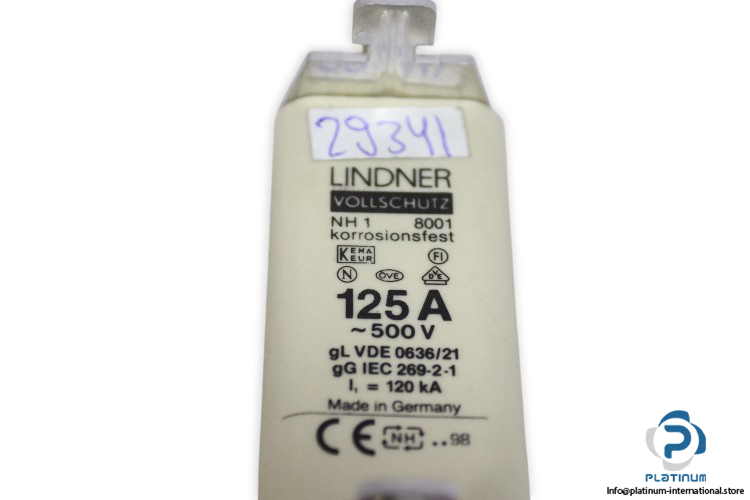 29341
LINDNER
VOLLSCHUTZ
NH 1 8001
korrosionsfest
KEMA KEUR FI
N ÖVE VDE
125 A
~ 500 V
gL VDE 0636/21
gG IEC 269-2-1
I₁ = 120 kA
Made in Germany
CE NH ..98
PLATINUM
Info@platinum-international.store